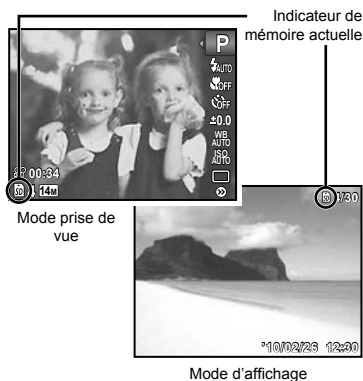 Indicateur de
mémoire actuelle
P
AUTO
OFF
OFF
±0.0
WB
AUTO
ISO
AUTO
00:34
SD 14M
Mode prise de
vue
SD 4/30
'10/02/26 12:30
Mode d'affichage